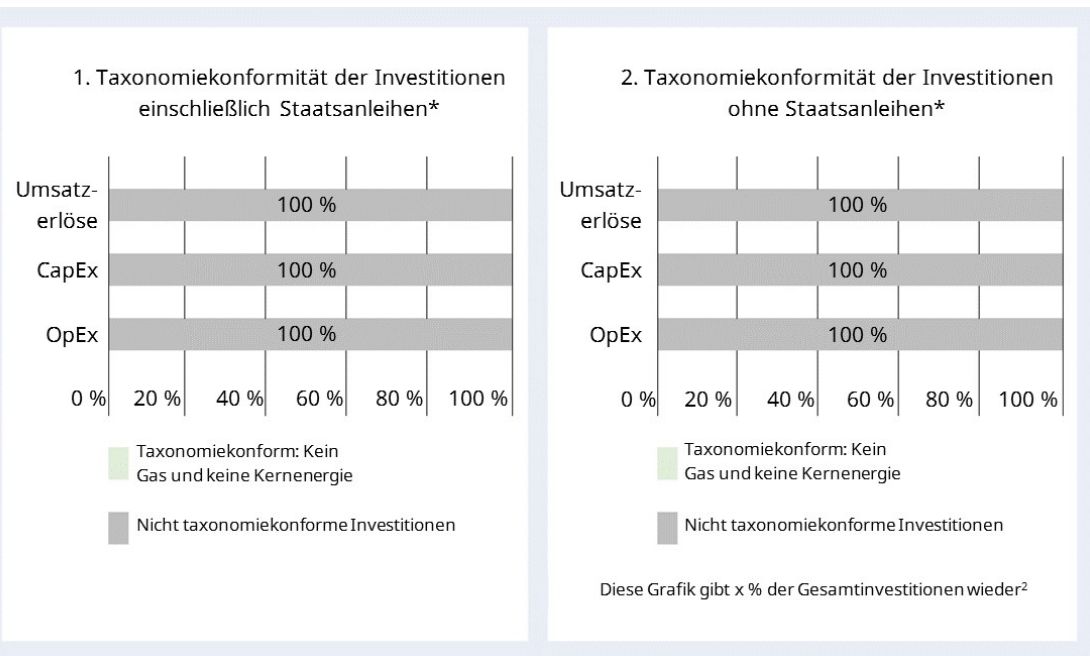 1. Taxonomiekonformität der Investitionen
einschließlich Staatsanleihen*
Umsatz-
erlöse
100 %
CapEx
100 %
OpEx
100 %
0 % 20 % 40 % 60 % 80 % 100 %
Taxonomiekonform: Kein
Gas und keine Kernenergie
Nicht taxonomiekonforme Investitionen
2. Taxonomiekonformität der Investitionen
ohne Staatsanleihen*
Umsatz-
erlöse
100 %
CapEx
100 %
OpEx
100 %
0 % 20 % 40 % 60 % 80 % 100 %
Taxonomiekonform: Kein
Gas und keine Kernenergie
Nicht taxonomiekonforme Investitionen
Diese Grafik gibt x % der Gesamtinvestitionen wieder²